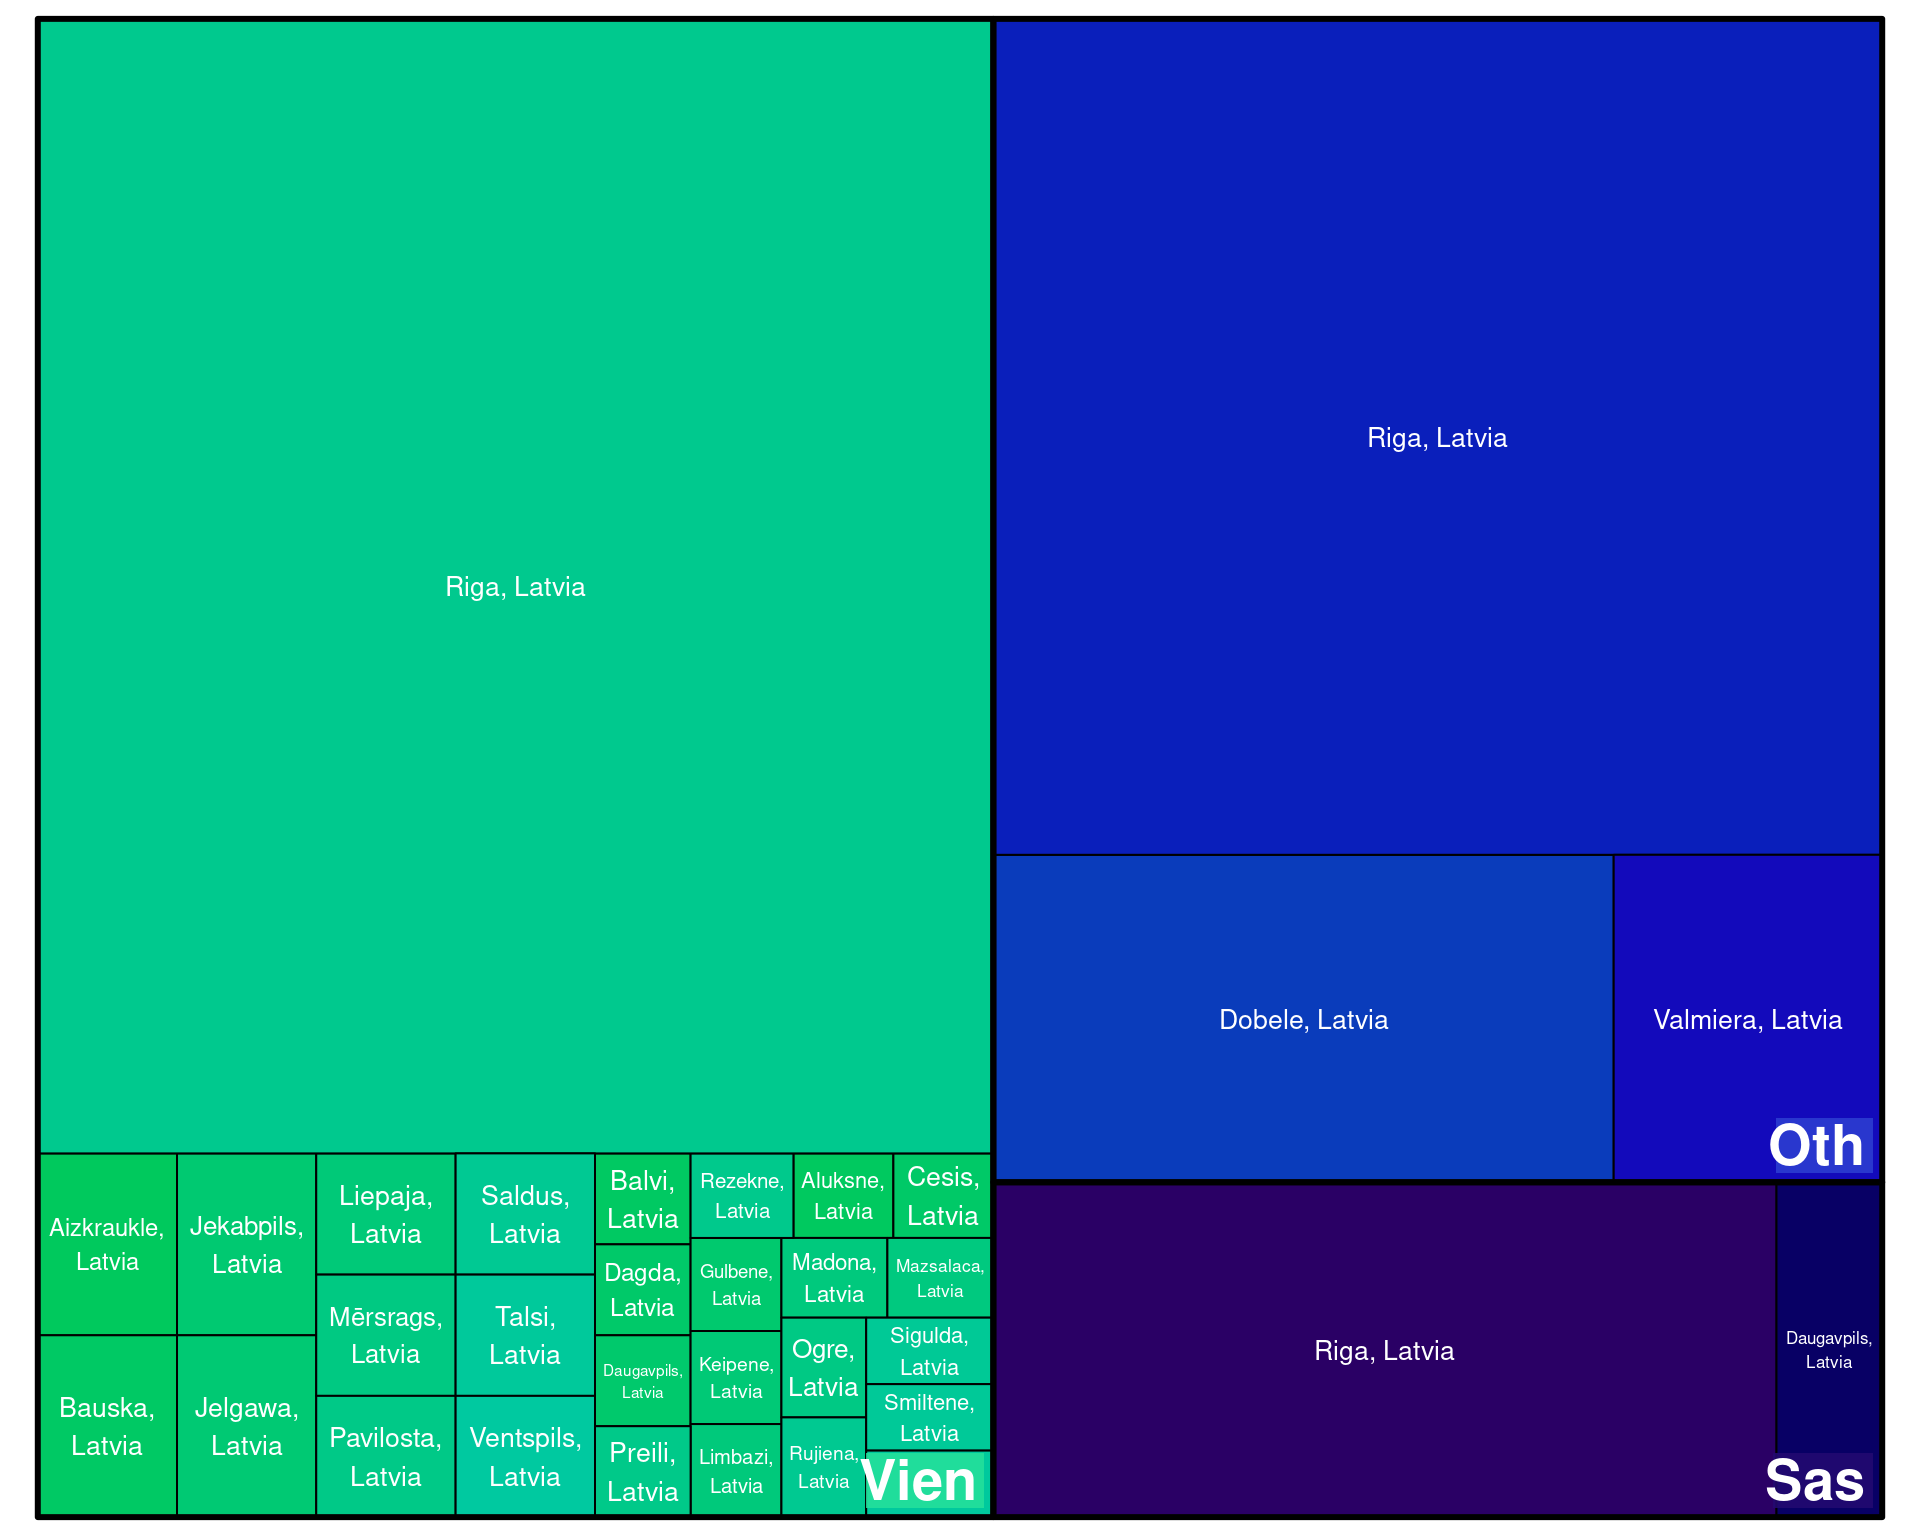 Riga, Latvia
Aizkraukle,
Latvia
Bauska,
Latvia
Jekabpils,
Latvia
Jelgawa,
Latvia
Liepaja,
Latvia
Mērsrags,
Latvia
Pavilosta,
Latvia
Saldus,
Latvia
Talsi,
Latvia
Ventspils,
Latvia
Balvi,
Latvia
Dagda,
Latvia
Daugavpils,
Latvia
Preili,
Latvia
Rezekne,
Latvia
Aluksne,
Latvia
Cesis,
Latvia
Gulbene,
Latvia
Keipene,
Latvia
Limbazi,
Latvia
Madona,
Latvia
Mazsalaca,
Latvia
Ogre,
Latvia
Rujiena,
Latvia
Sigulda,
Latvia
Smiltene,
Latvia
Vien
Riga, Latvia
Dobele, Latvia
Valmiera, Latvia
Oth
Riga, Latvia
Daugavpils,
Latvia
Sas